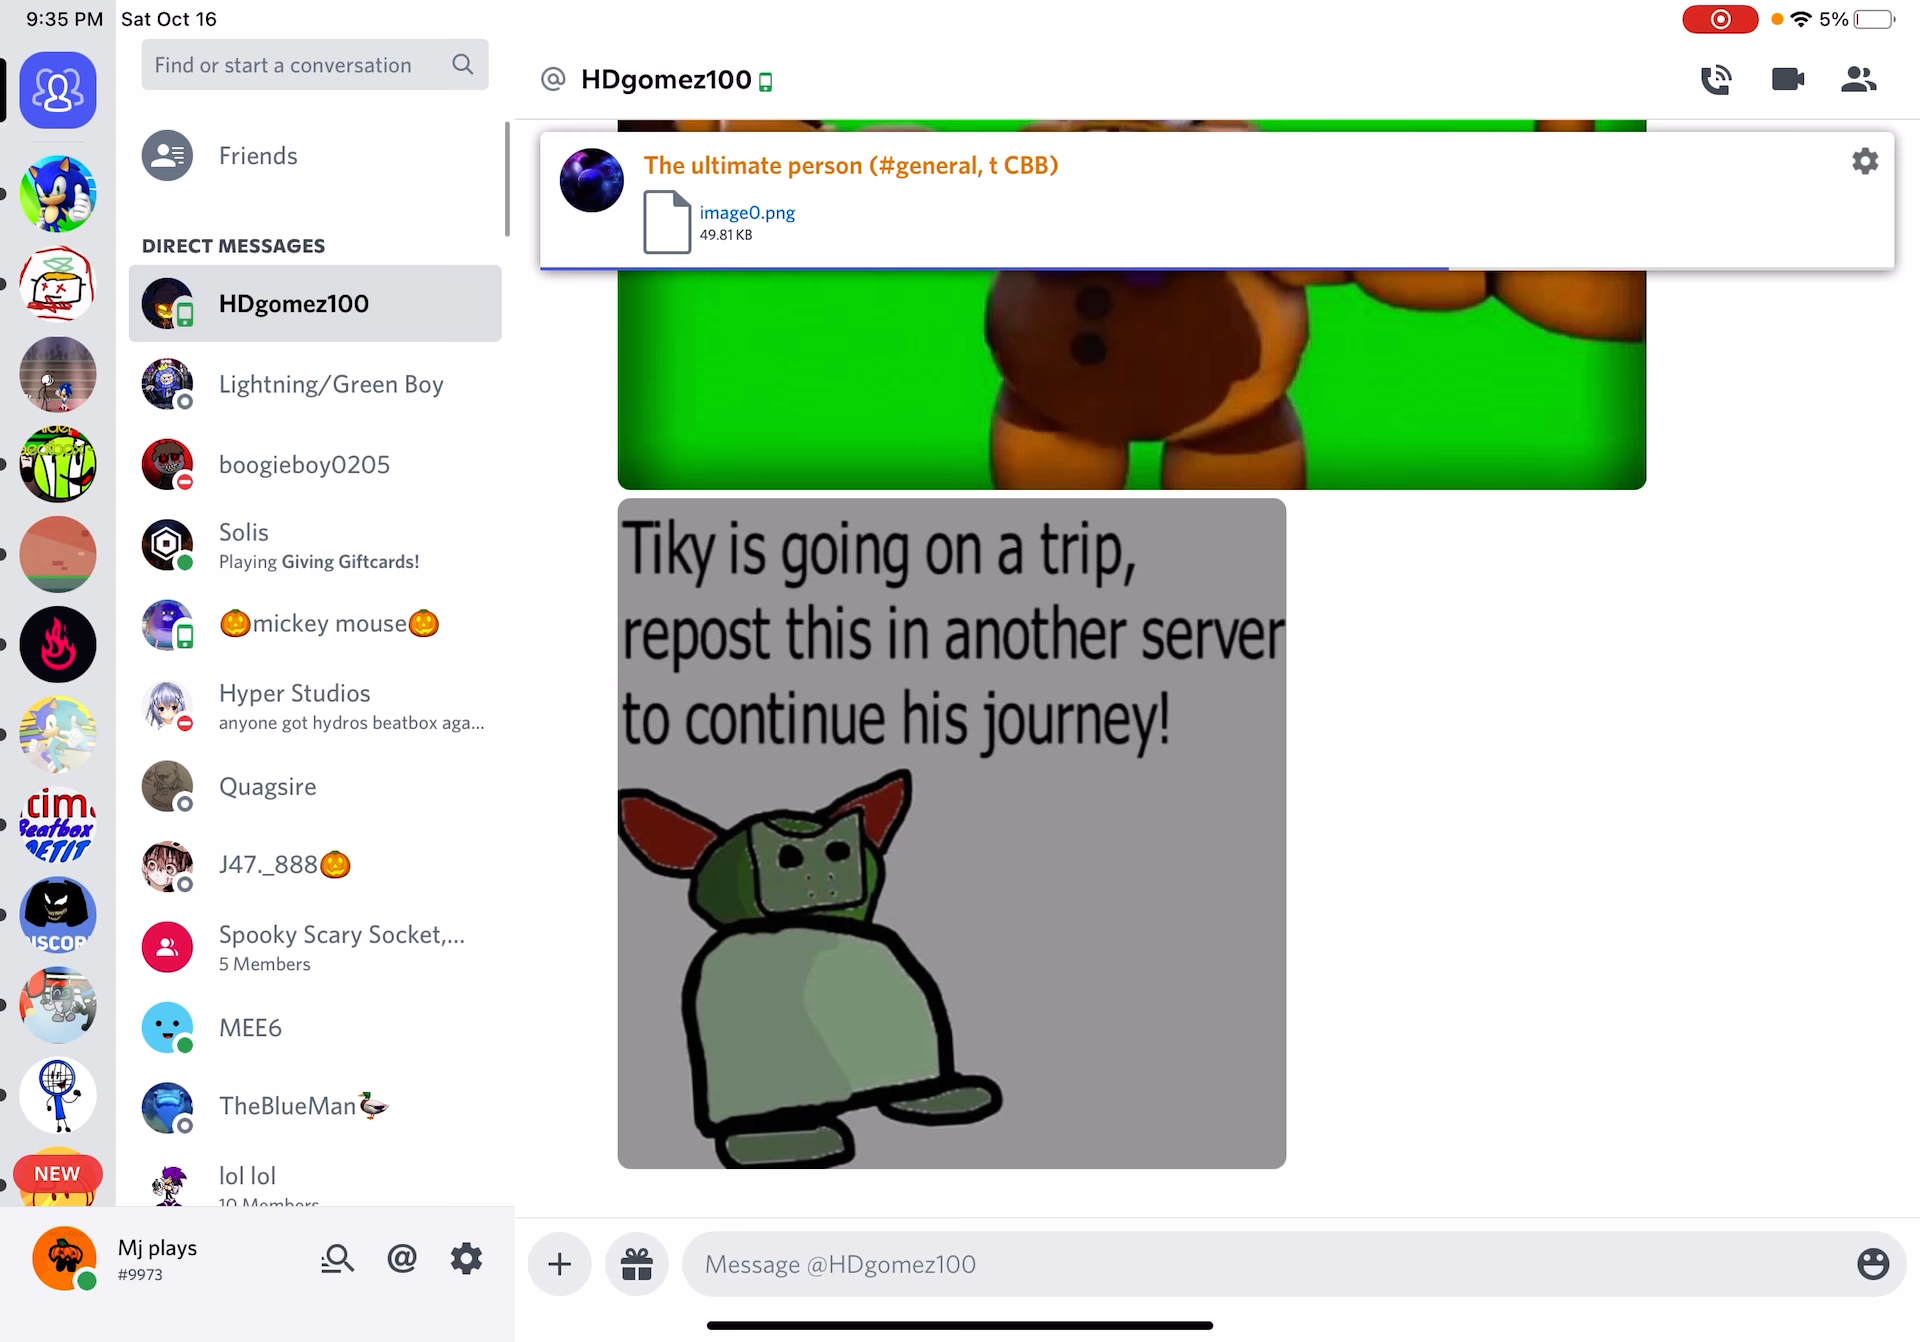 9:35 PM Sat Oct 16
5%
Find or start a conversation
Friends
DIRECT MESSAGES
HDgomez100
Lightning/Green Boy
boogieboy0205
Solis
Playing Giving Giftcards!
🎃mickey mouse🎃
Hyper Studios
anyone got hydros beatbox aga...
Quagsire
J47._888🎃
Spooky Scary Socket,...
5 Members
MEE6
TheBlueMan🦆
lol lol
10 Members
NEW
Mj plays
#9973
HDgomez100
The ultimate person (#general, t CBB)
image0.png
49.81 KB
Tiky is going on a trip,
repost this in another server
to continue his journey!
Message @HDgomez100